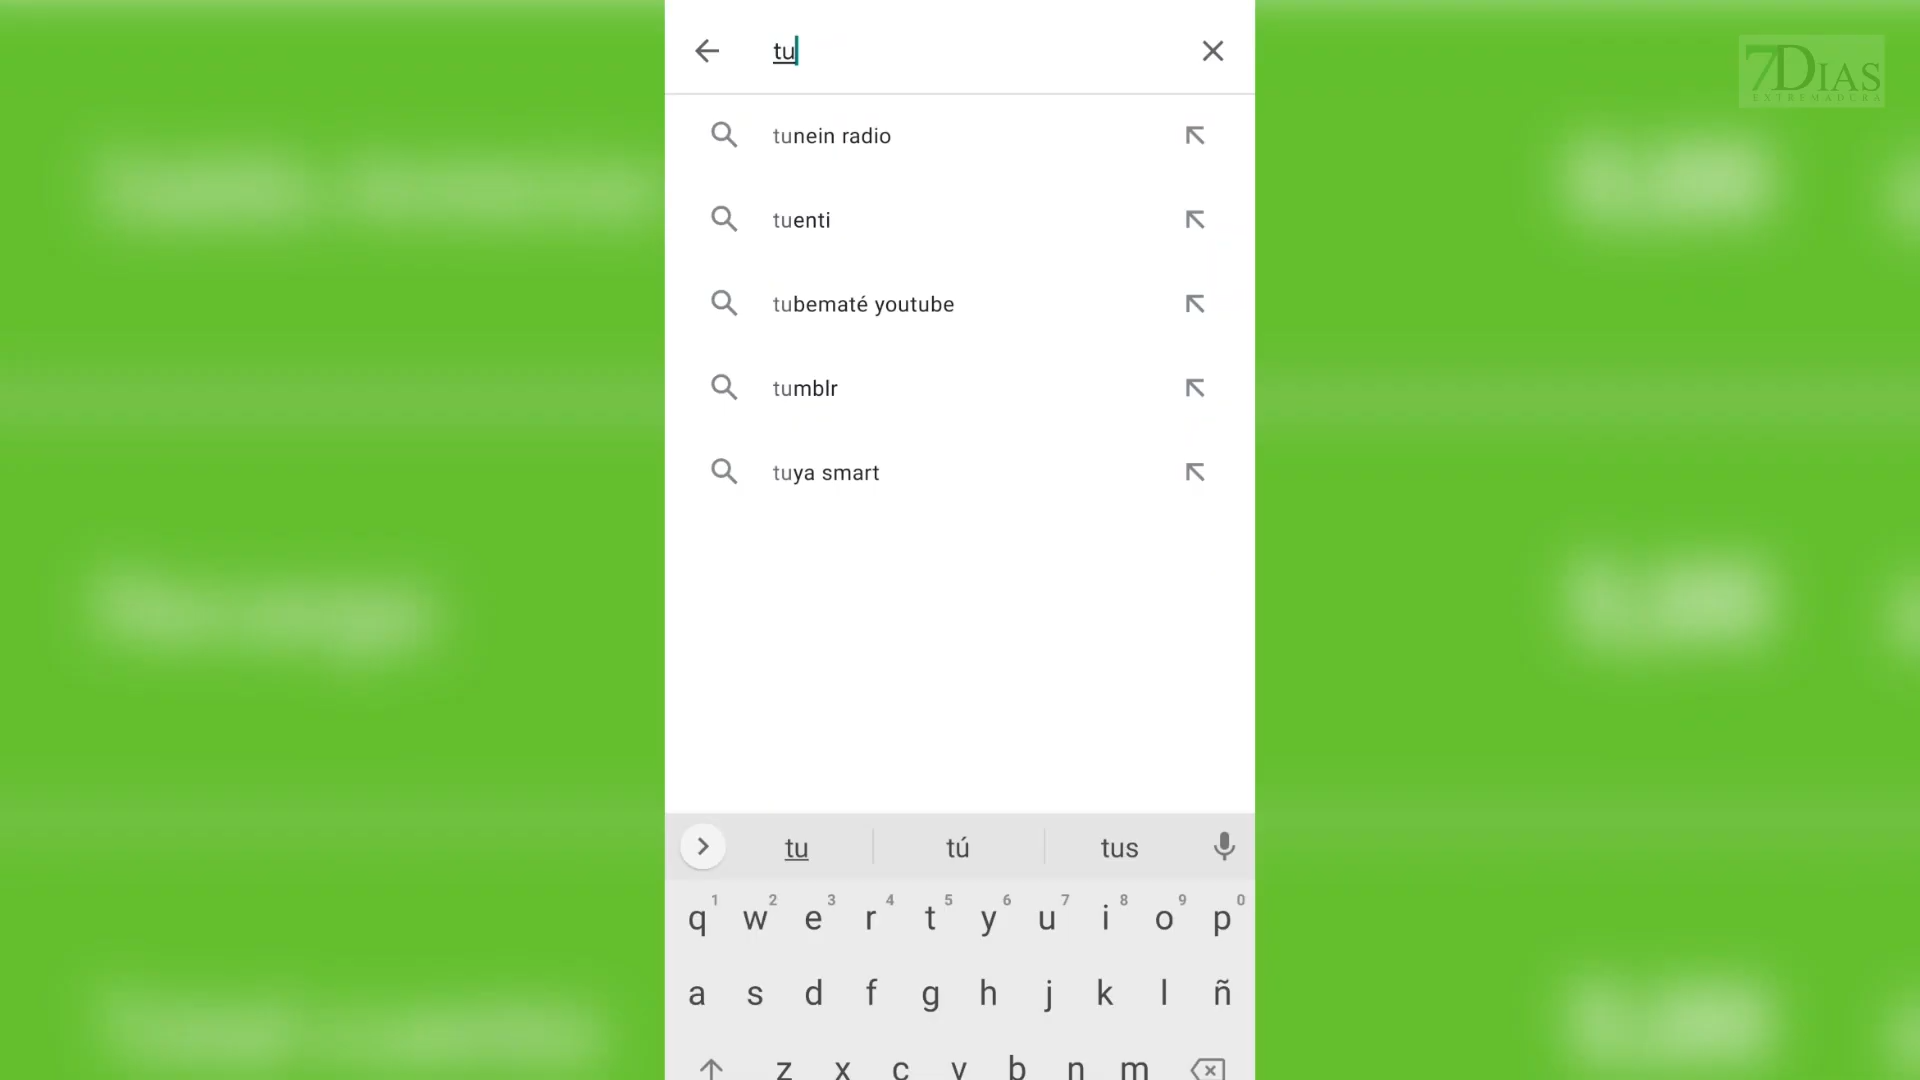 tu
7DIAS
EXTREMADURA
tunein radio
tuenti
tubematé youtube
tumblr
tuya smart
tu tú tus
1 2 3 4 5 6 7 8 9 0
q w e r t y u i o p
a s d f g h j k l ñ
z x c v b n m